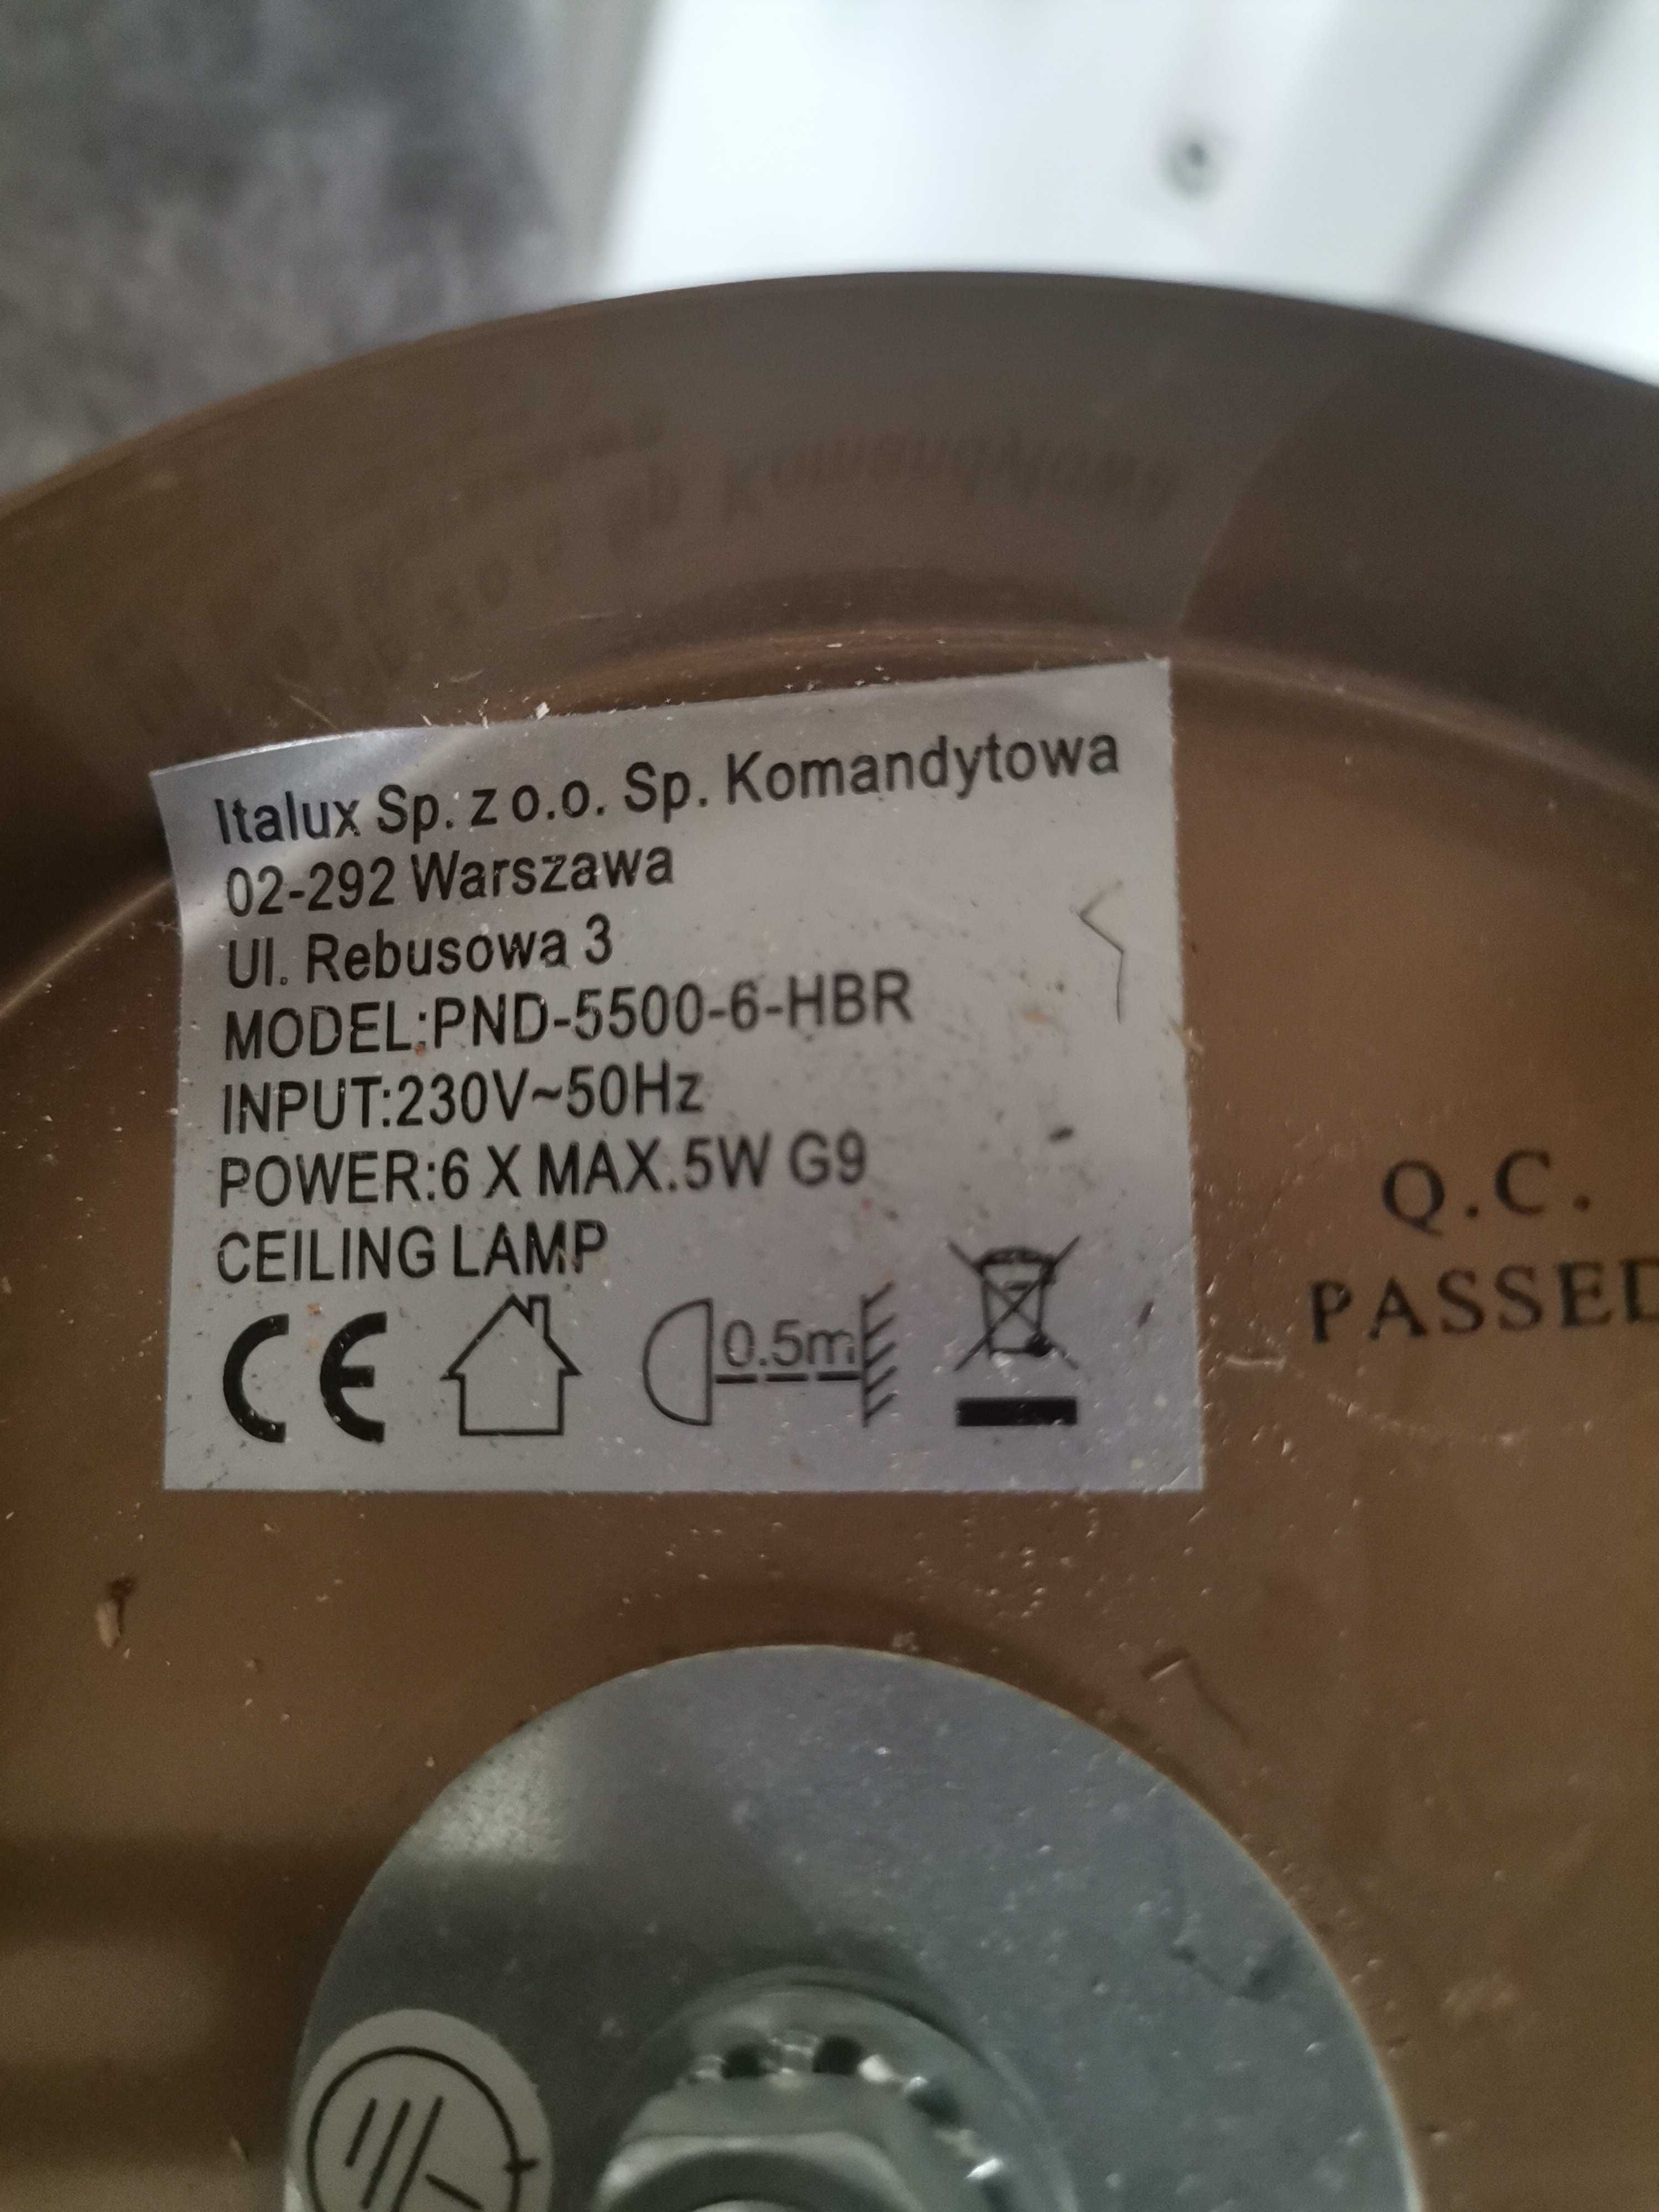 Italux Sp. z o.o. Sp. Komandytowa
02-292 Warszawa
Ul. Rebusowa 3
MODEL:PND-5500-6-HBR
INPUT:230V~50Hz
POWER:6 X MAX.5W G9
CEILING LAMP
CE
0.5m
Q.C.
PASSED